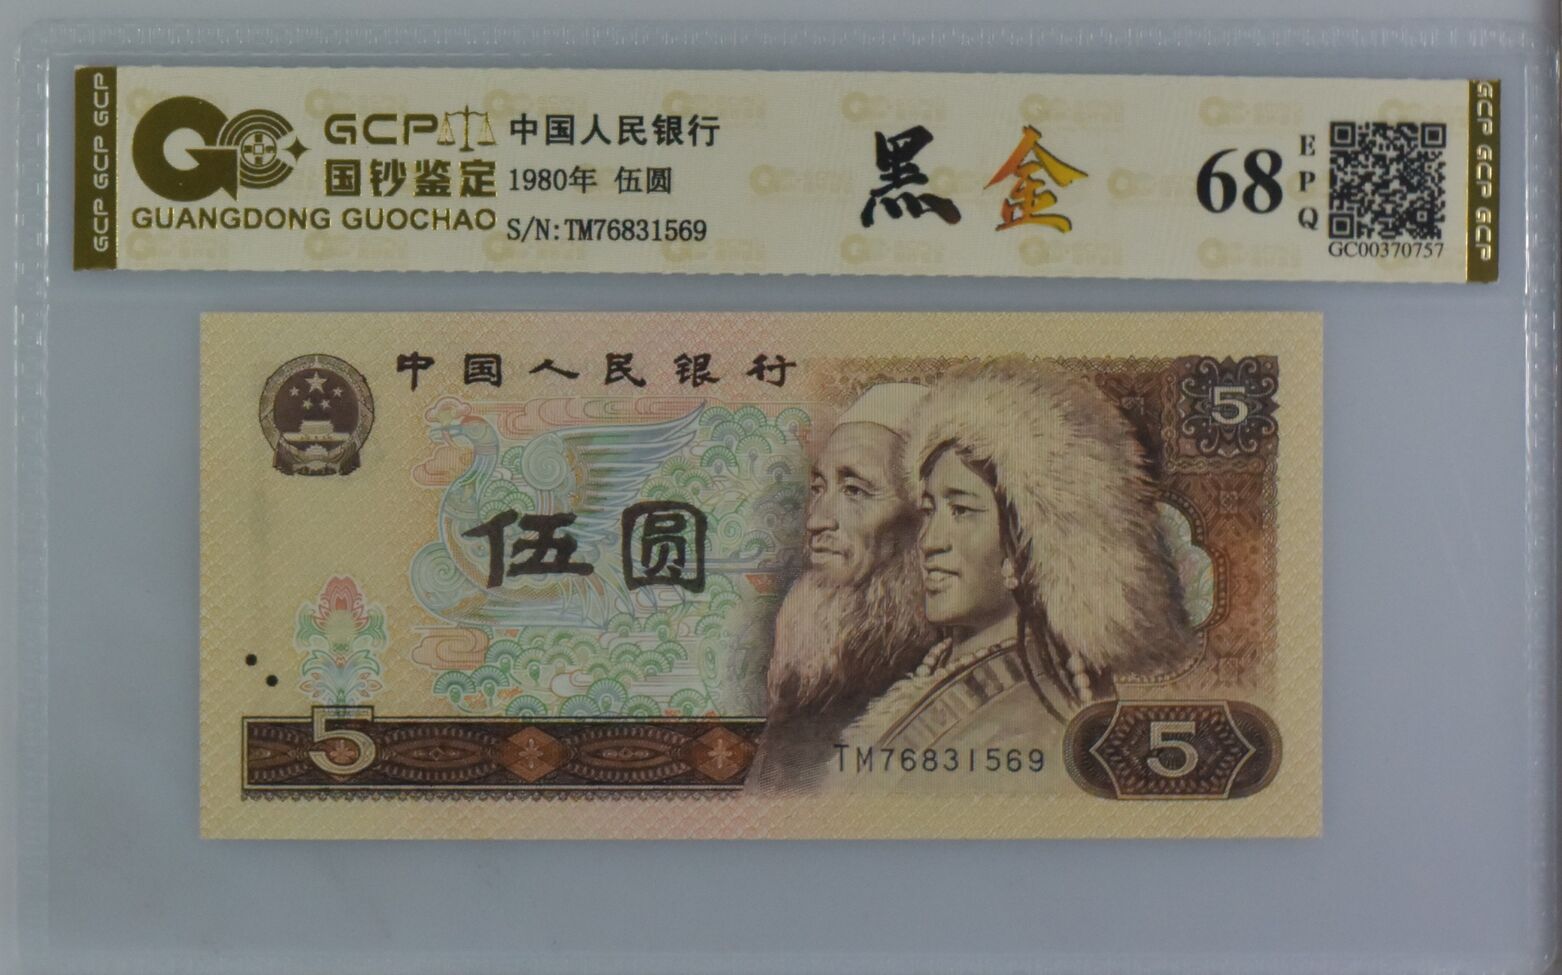 GCP GCP GCP
GCP
国钞鉴定
GUANGDONG GUOCHAO
中国人民银行
1980年 伍圆
S/N:TM76831569
黑金
68
EPQ
GC00370757
GCP GCP GCP
中国人民银行
5
伍圆
5
TM76831569
5